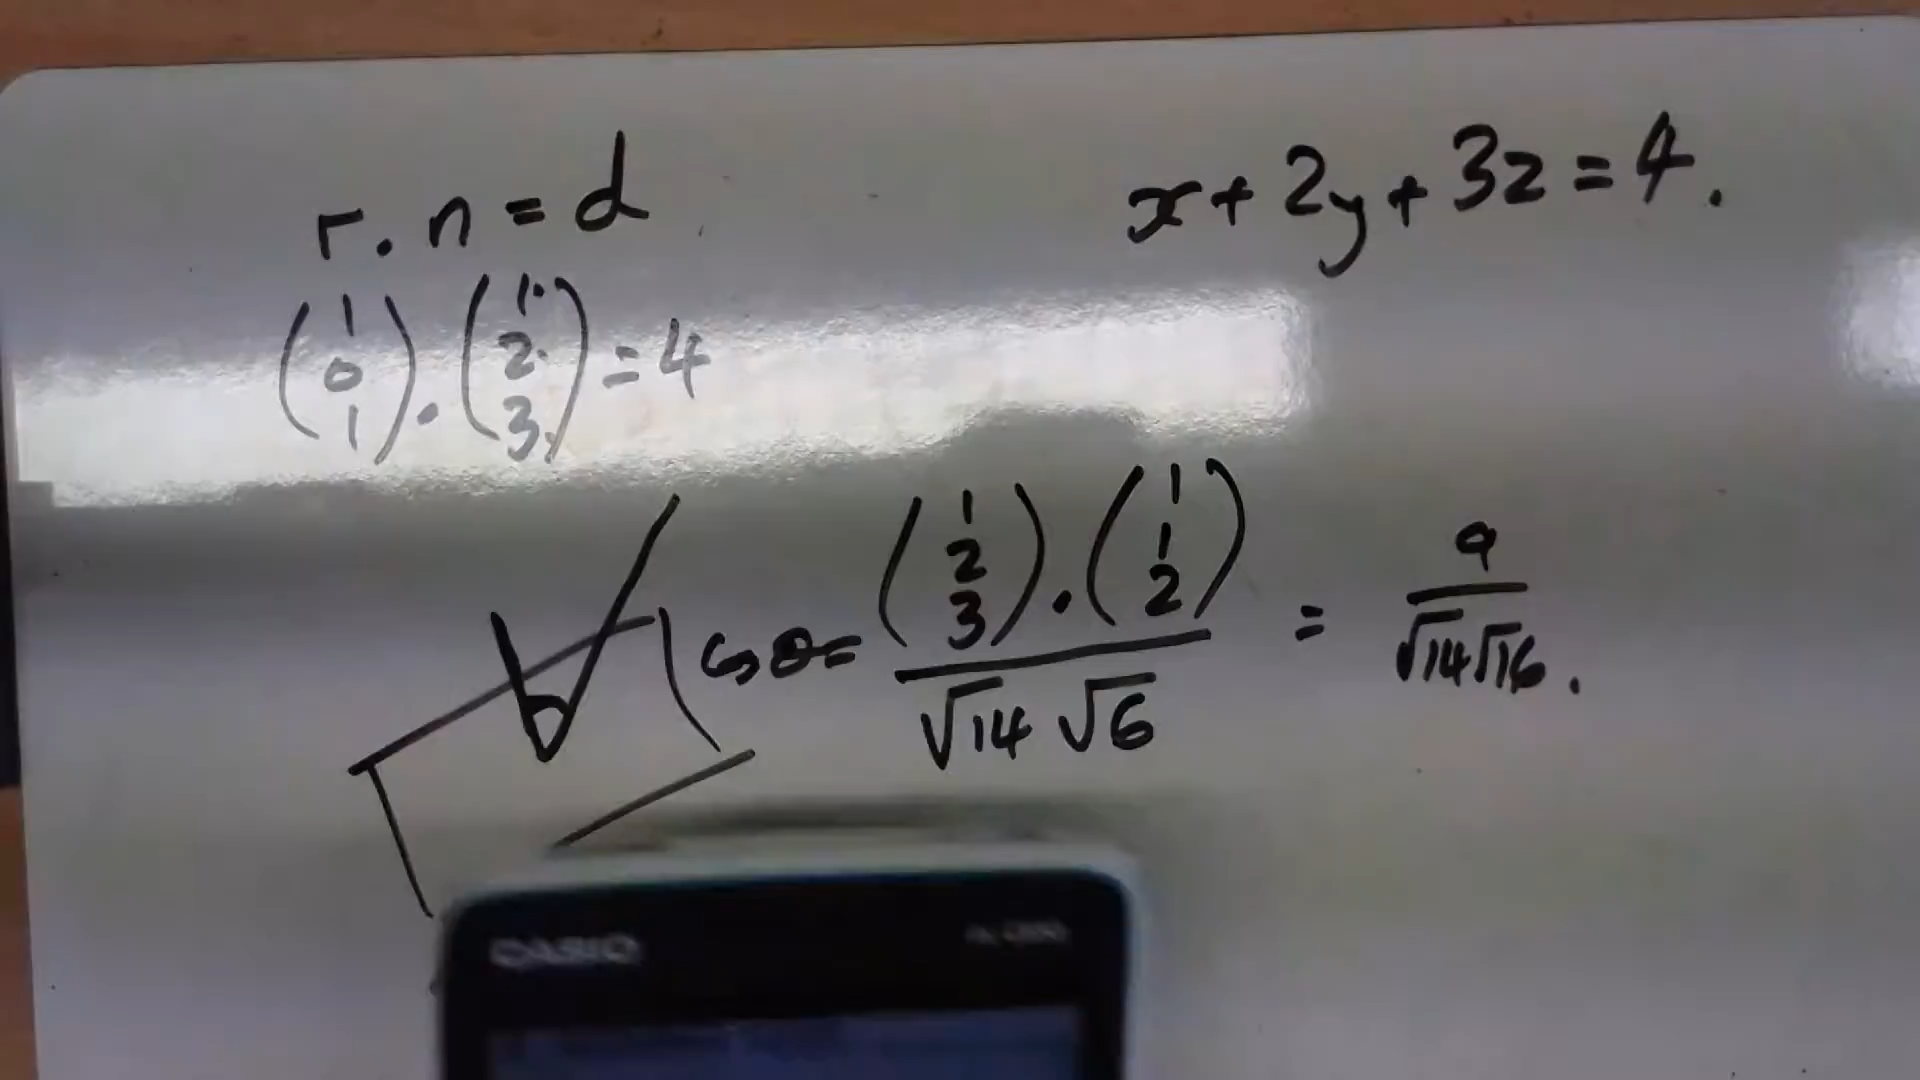 r . n = d
x + 2y + 3z = 4 .
(1 0 1) . (1 2 3) = 4
cos θ = (1 2 3) . (1 1 2) / √14 √6 = 9 / √14 √16 .
CASIO